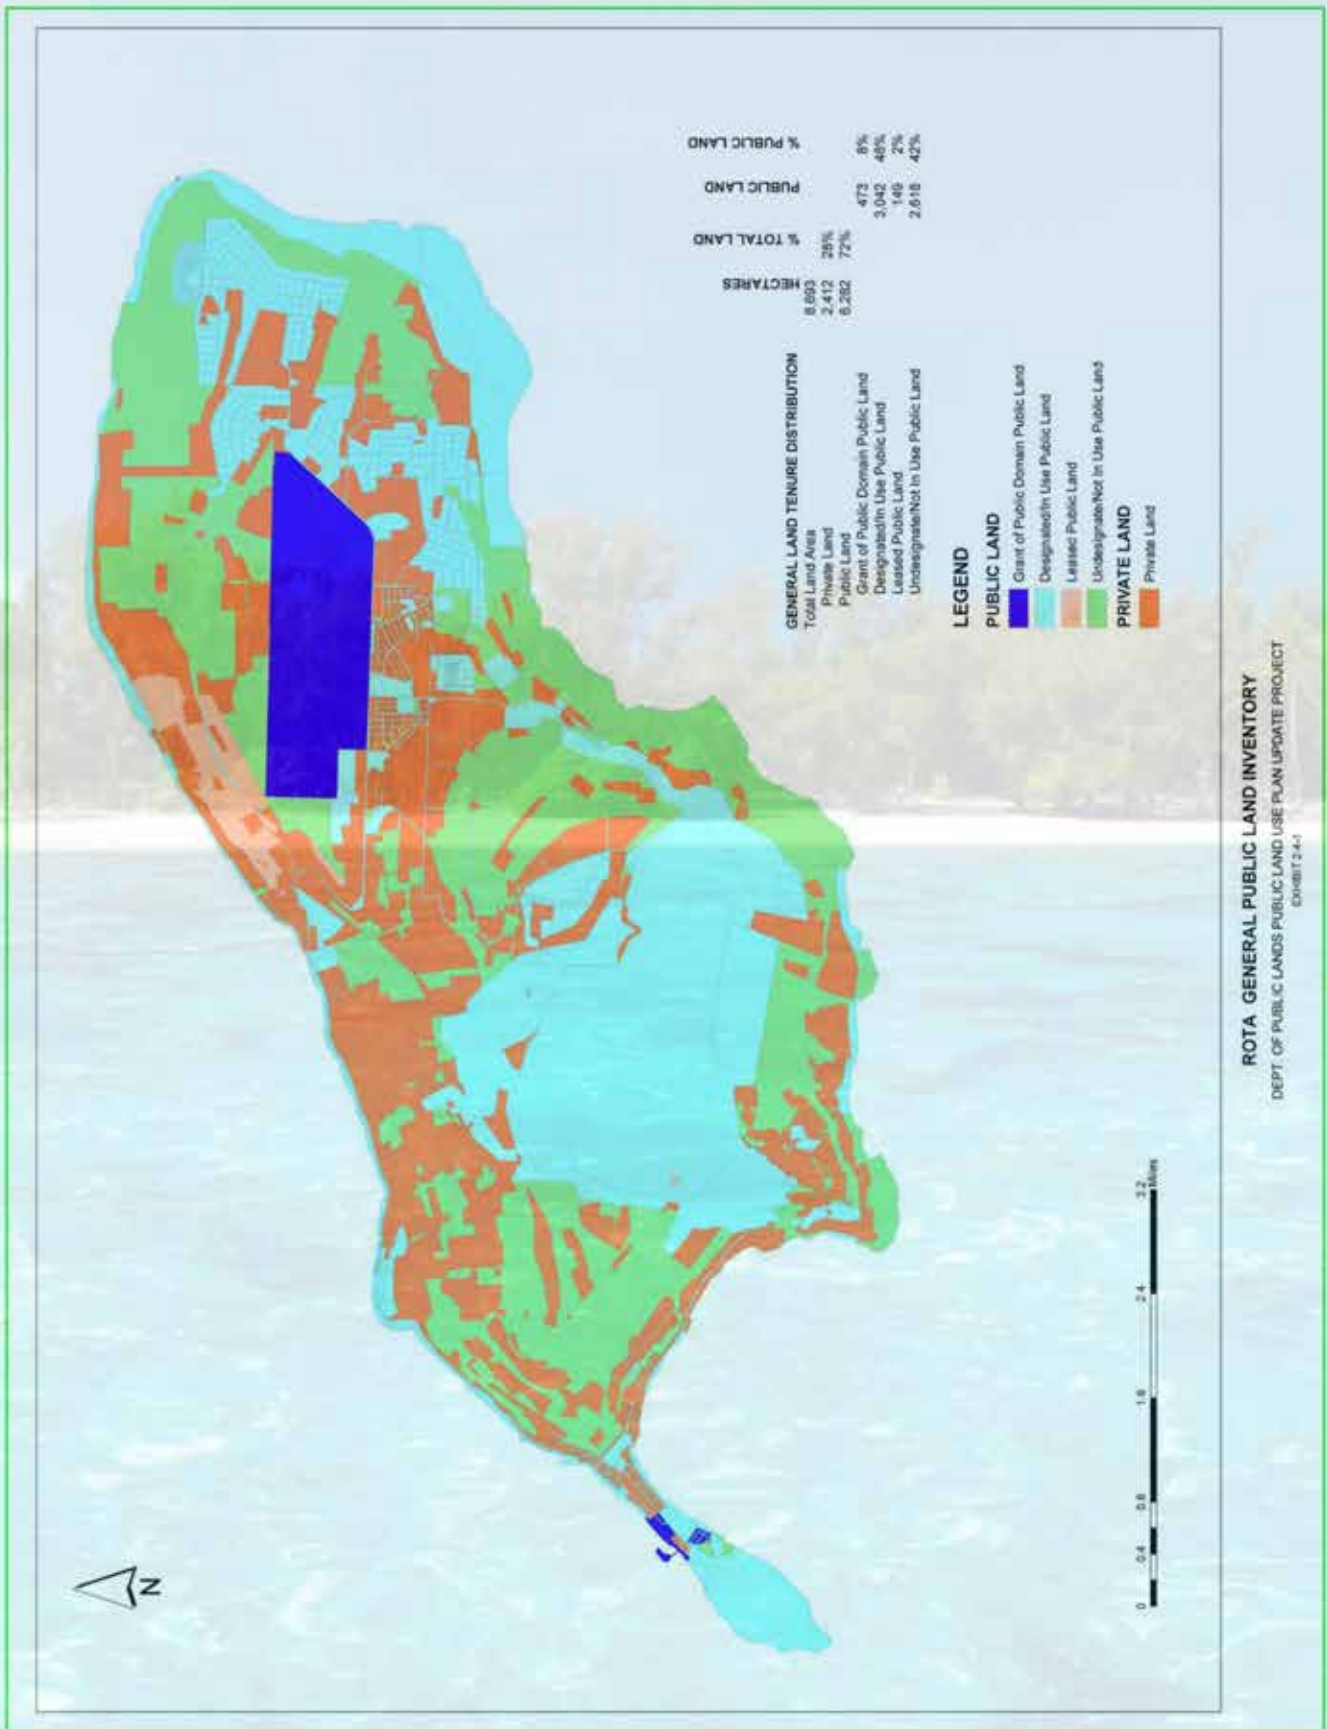 N
GENERAL LAND TENURE DISTRIBUTION HECTARES % TOTAL LAND PUBLIC LAND % PUBLIC LAND
Total Land Area 8,693
Private Land 2,412 28%
Public Land 6,282 72%
Grant of Public Domain Public Land 473 8%
Designated/In Use Public Land 3,042 48%
Leased Public Land 149 2%
Undesignate/Not In Use Public Land 2,618 42%
LEGEND
PUBLIC LAND
Grant of Public Domain Public Land
Designated/In Use Public Land
Leased Public Land
Undesignate/Not In Use Public Land
PRIVATE LAND
Private Land
0 0.4 0.8 1.6 2.4 3.2
Miles
ROTA GENERAL PUBLIC LAND INVENTORY
DEPT. OF PUBLIC LANDS PUBLIC LAND USE PLAN UPDATE PROJECT
EXHIBIT 2.4-1